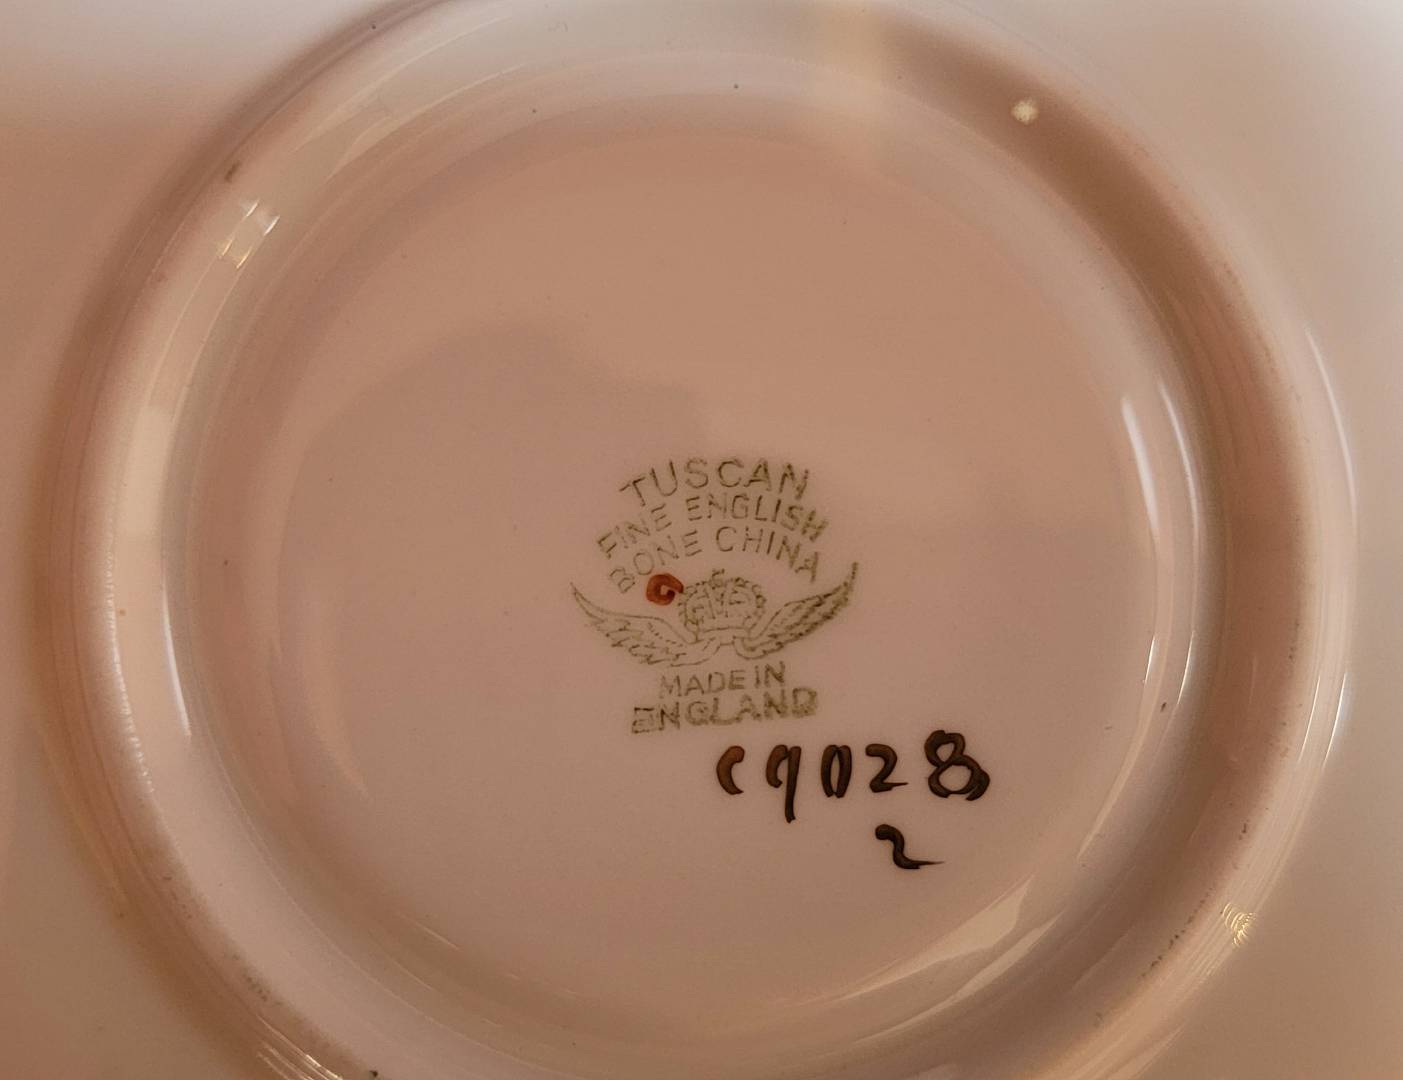 TUSCAN
FINE ENGLISH
BONE CHINA
MADE IN
ENGLAND
C9028
2